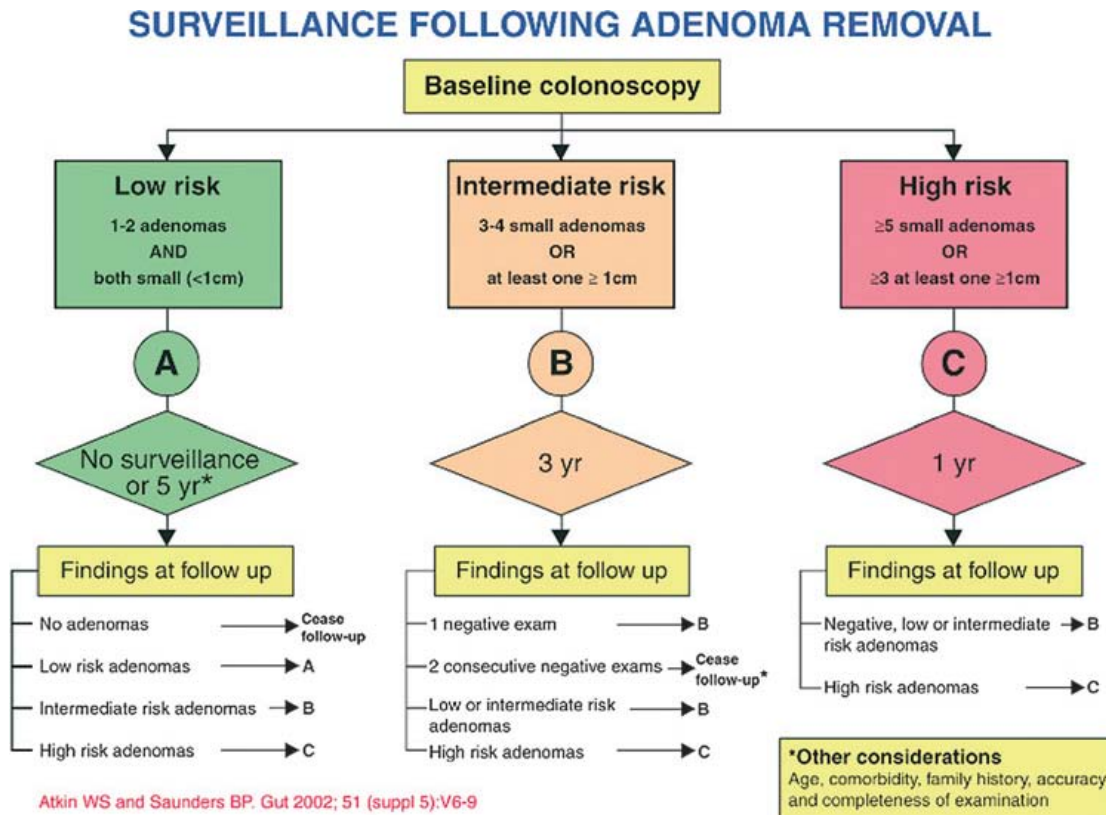 SURVEILLANCE FOLLOWING ADENOMA REMOVAL
Baseline colonoscopy
Low risk
1-2 adenomas
AND
both small (<1cm)
A
No surveillance
or 5 yr*
Findings at follow up
No adenomas
Cease
follow-up
Low risk adenomas
A
Intermediate risk adenomas
B
High risk adenomas
C
Intermediate risk
3-4 small adenomas
OR
at least one ≥ 1cm
B
3 yr
Findings at follow up
1 negative exam
B
2 consecutive negative exams
Cease
follow-up*
Low or intermediate risk
adenomas
B
High risk adenomas
C
High risk
≥5 small adenomas
OR
≥3 at least one ≥1cm
C
1 yr
Findings at follow up
Negative, low or intermediate
risk adenomas
B
High risk adenomas
C
*Other considerations
Age, comorbidity, family history, accuracy
and completeness of examination
Atkin WS and Saunders BP. Gut 2002; 51 (suppl 5):V6-9